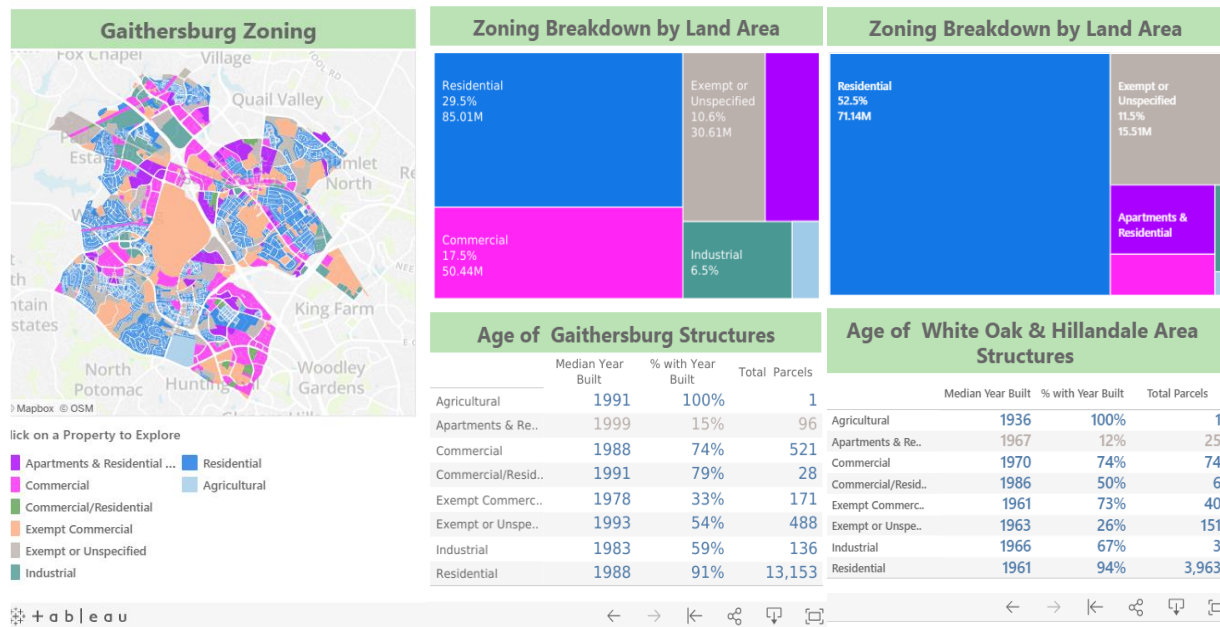 Gaithersburg Zoning
Fox Chapel
Village
Quail Valley
Esta
mlet
North
Re
NEE
King Farm
th
ntain
states
North
Potomac
Hunting
Woodley
Gardens
Mapbox © OSM
lick on a Property to Explore
Apartments & Residential ...
Residential
Commercial
Agricultural
Commercial/Residential
Exempt Commercial
Exempt or Unspecified
Industrial
+ a b | e a u
Zoning Breakdown by Land Area
Residential
29.5%
85.01M
Exempt or
Unspecified
10.6%
30.61M
Commercial
17.5%
50.44M
Industrial
6.5%
Age of Gaithersburg Structures
Median Year Built % with Year Built Total Parcels
Agricultural 1991 100% 1
Apartments & Re.. 1999 15% 96
Commercial 1988 74% 521
Commercial/Resid.. 1991 79% 28
Exempt Commerc.. 1978 33% 171
Exempt or Unspe.. 1993 54% 488
Industrial 1983 59% 136
Residential 1988 91% 13,153
Zoning Breakdown by Land Area
Residential
52.5%
71.14M
Exempt or
Unspecified
11.5%
15.51M
Apartments &
Residential
Age of White Oak & Hillandale Area
Structures
Median Year Built % with Year Built Total Parcels
Agricultural 1936 100% 1
Apartments & Re.. 1967 12% 25
Commercial 1970 74% 74
Commercial/Resid.. 1986 50% 6
Exempt Commerc.. 1961 73% 40
Exempt or Unspe.. 1963 26% 151
Industrial 1966 67% 3
Residential 1961 94% 3,963